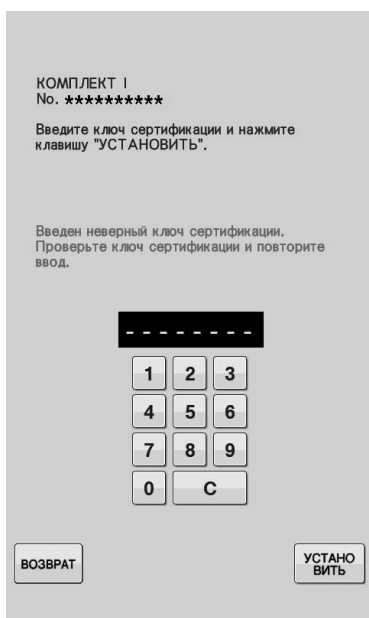 КОМПЛЕКТ I
No. **********
Введите ключ сертификации и нажмите
клавишу "УСТАНОВИТЬ".
Введен неверный ключ сертификации.
Проверьте ключ сертификации и повторите
ввод.
- - - - - - - -
1 2 3
4 5 6
7 8 9
0 C
ВОЗВРАТ
УСТАНО
ВИТЬ